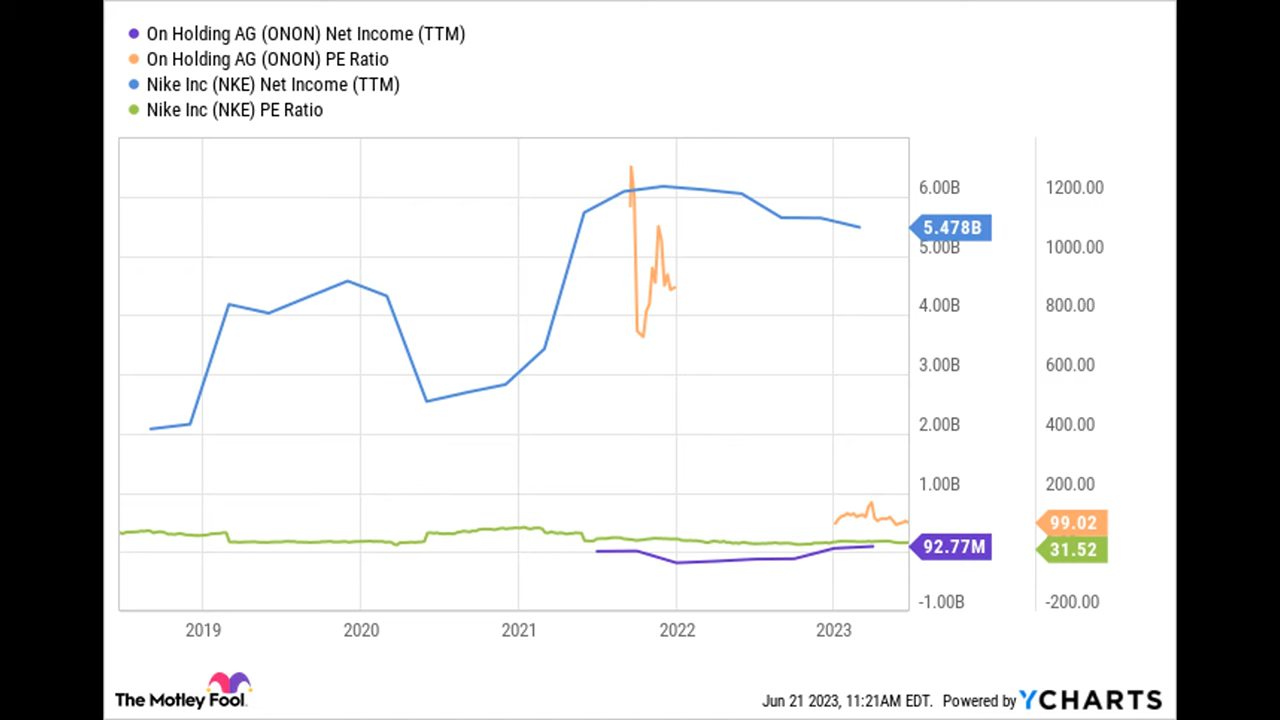 On Holding AG (ONON) Net Income (TTM)
On Holding AG (ONON) PE Ratio
Nike Inc (NKE) Net Income (TTM)
Nike Inc (NKE) PE Ratio
6.00B 1200.00
5.478B
5.00B 1000.00
4.00B 800.00
3.00B 600.00
2.00B 400.00
1.00B 200.00
99.02
92.77M 31.52
-1.00B -200.00
2019 2020 2021 2022 2023
The Motley Fool.
Jun 21 2023, 11:21AM EDT. Powered by YCHARTS